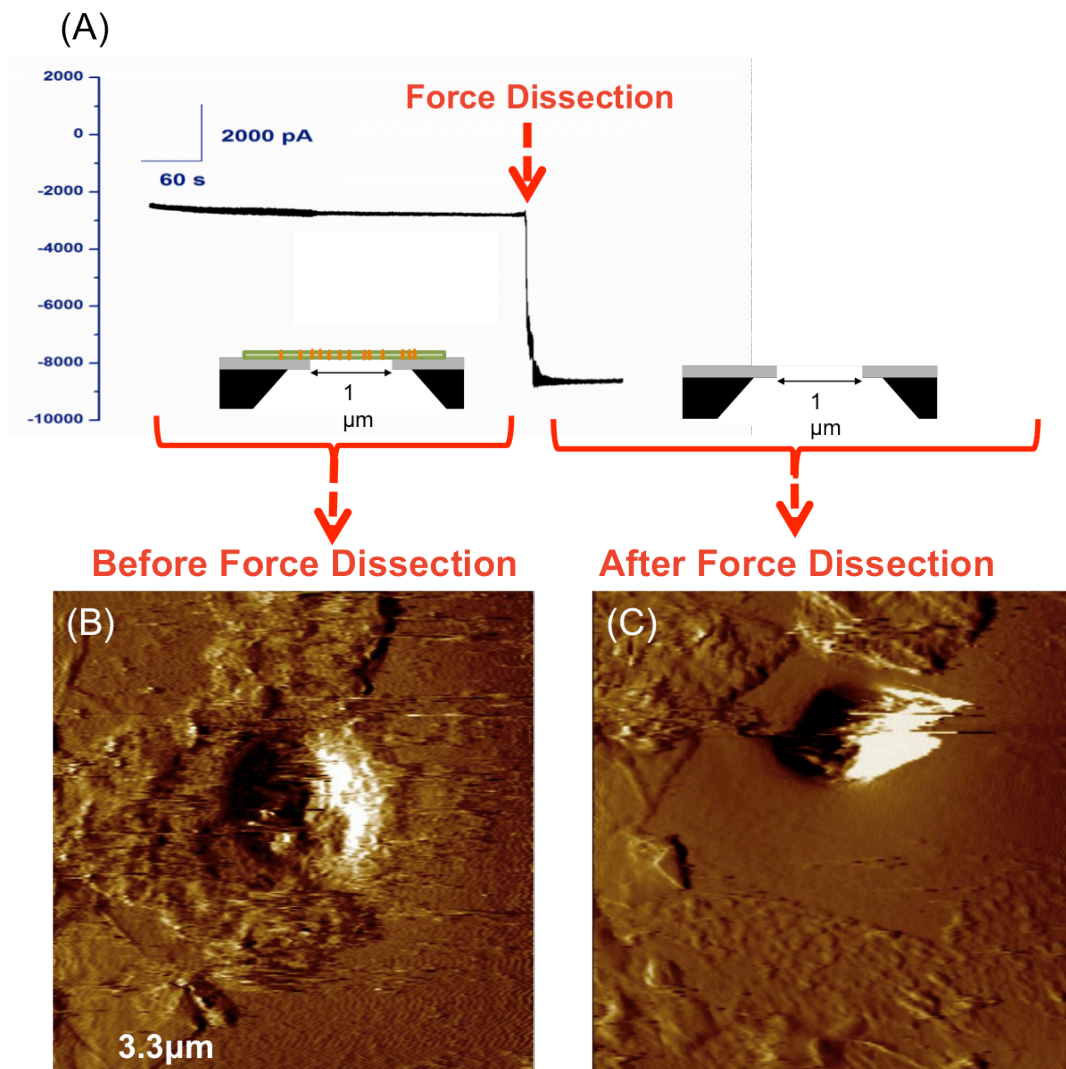 (A)
2000
0
-2000
-4000
-6000
-8000
-10000
2000 pA
60 s
Force Dissection
1
µm
1
µm
Before Force Dissection
After Force Dissection
(B)
(C)
3.3µm